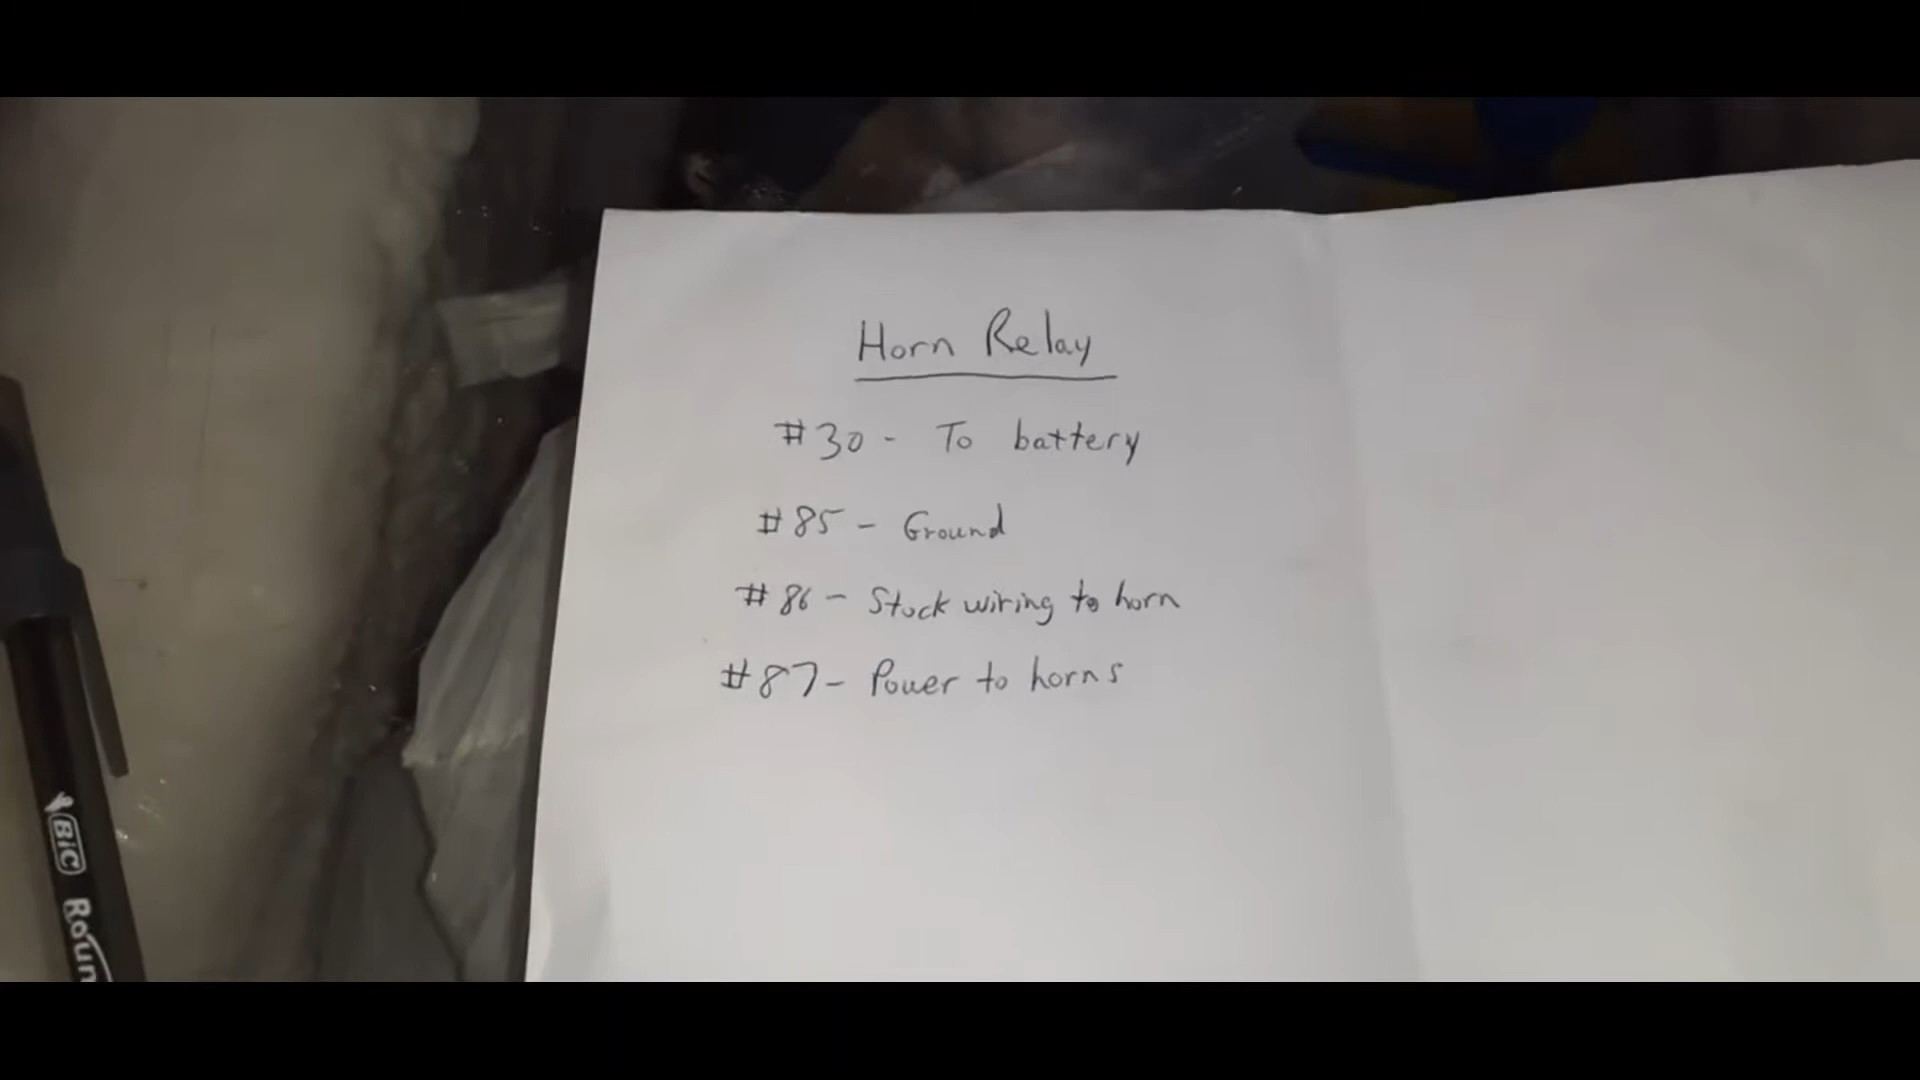 Horn Relay
#30 - To battery
#85 - Ground
#86 - Stock wiring to horn
#87 - Power to horns
BIC
Roun